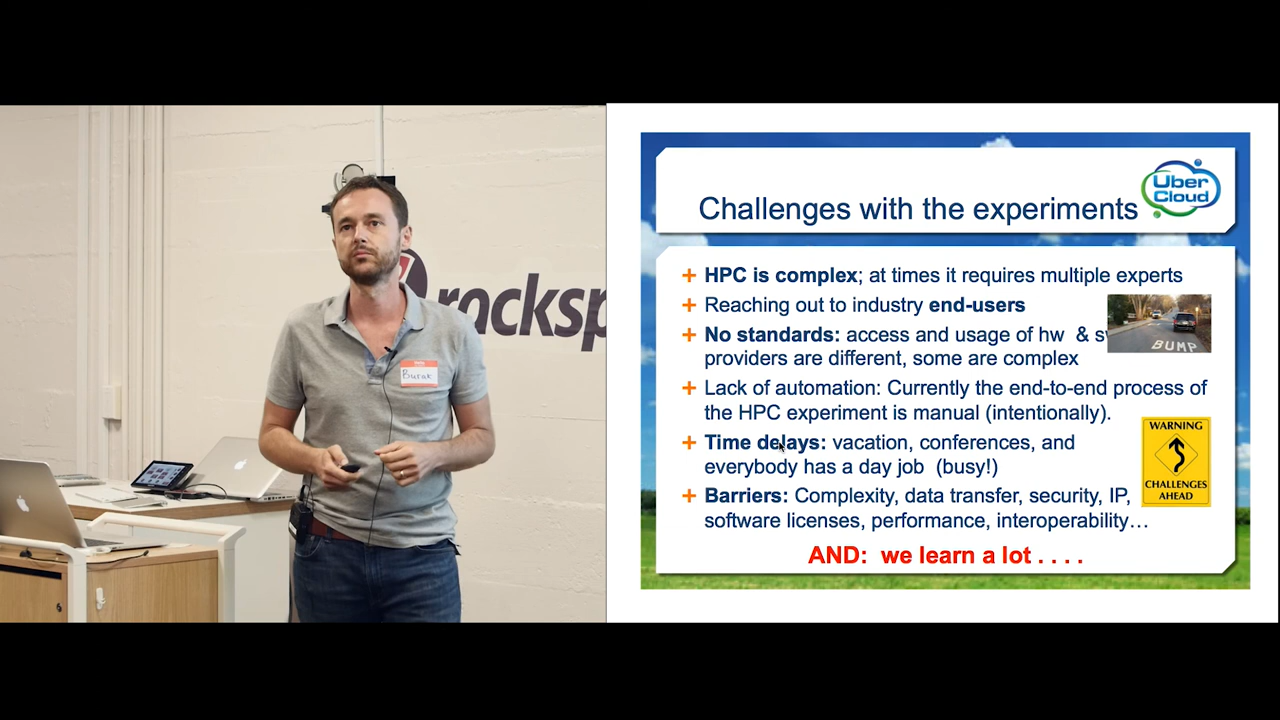 rocksp
Burak
Uber
Cloud
Challenges with the experiments
+ HPC is complex; at times it requires multiple experts
+ Reaching out to industry end-users
+ No standards: access and usage of hw & s
providers are different, some are complex
+ Lack of automation: Currently the end-to-end process of
the HPC experiment is manual (intentionally).
+ Time delays: vacation, conferences, and
everybody has a day job (busy!)
+ Barriers: Complexity, data transfer, security, IP,
software licenses, performance, interoperability…
AND: we learn a lot . . . .
BUMP
WARNING
CHALLENGES
AHEAD